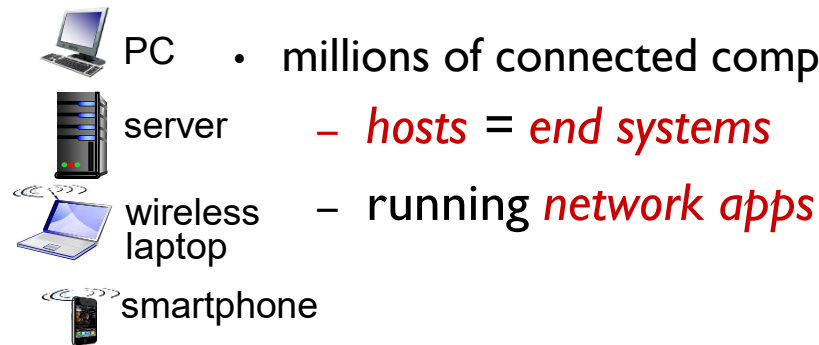 PC
server
wireless
laptop
smartphone
• millions of connected comp
– hosts = end systems
– running network apps